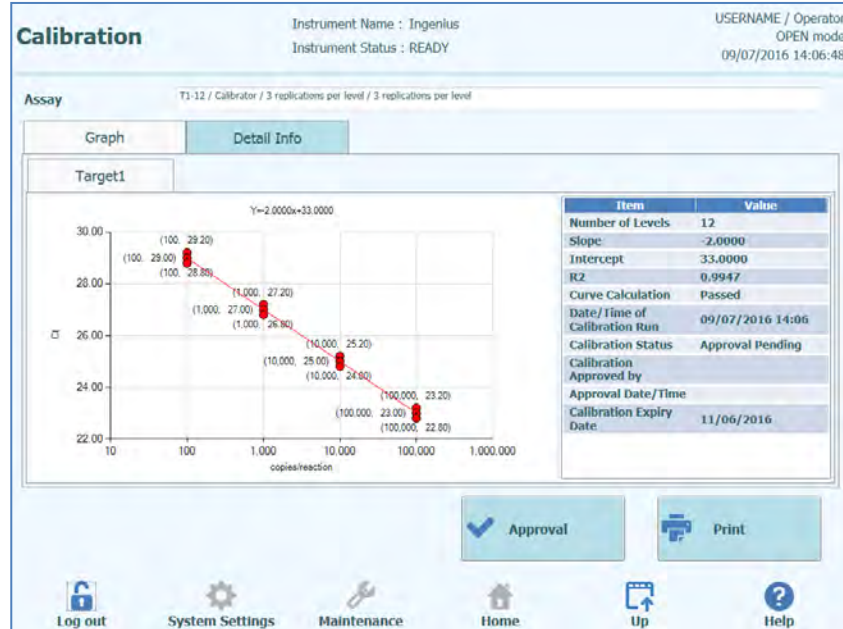 Calibration
Instrument Name : Ingenius
Instrument Status : READY
USERNAME / Operator
OPEN mode
09/07/2016 14:06:48
Assay
T1-12 / Calibrator / 3 replications per level / 3 replications per level
Graph
Detail Info
Target1
Y=-2.0000x+33.0000
30.00
28.00
26.00
24.00
22.00
Ct
(100, 29.20)
(100, 29.00)
(100, 28.80)
(1,000, 27.20)
(1,000, 27.00)
(1,000, 26.80)
(10,000, 25.20)
(10,000, 25.00)
(10,000, 24.80)
(100,000, 23.20)
(100,000, 23.00)
(100,000, 22.80)
10
100
1,000
10,000
100,000
1,000,000
copies/reaction
Item Value
Number of Levels 12
Slope -2.0000
Intercept 33.0000
R2 0.9947
Curve Calculation Passed
Date/Time of
Calibration Run 09/07/2016 14:06
Calibration Status Approval Pending
Calibration
Approved by
Approval Date/Time
Calibration Expiry
Date 11/06/2016
Approval
Print
Log out
System Settings
Maintenance
Home
Up
Help